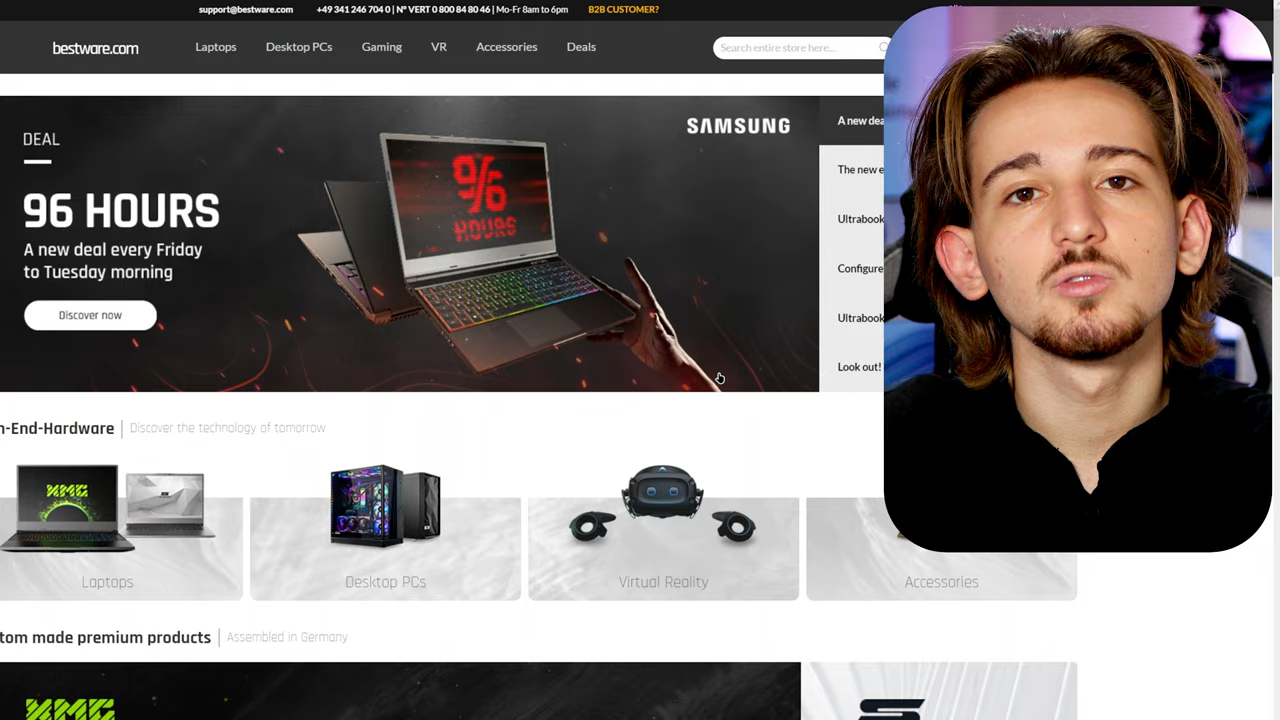 support@bestware.com +49 341 246 704 0 | N° VERT 0 800 84 80 46 | Mo-Fr 8am to 6pm B2B CUSTOMER?
bestware.com Laptops Desktop PCs Gaming VR Accessories Deals Search entire store here...
DEAL
96 HOURS
A new deal every Friday
to Tuesday morning
Discover now
96
HOURS
SAMSUNG
A new dea
The new e
Ultrabook
Configure
Ultrabook
Look out!
-End-Hardware Discover the technology of tomorrow
XMG
Laptops Desktop PCs Virtual Reality Accessories
tom made premium products Assembled in Germany
XMG